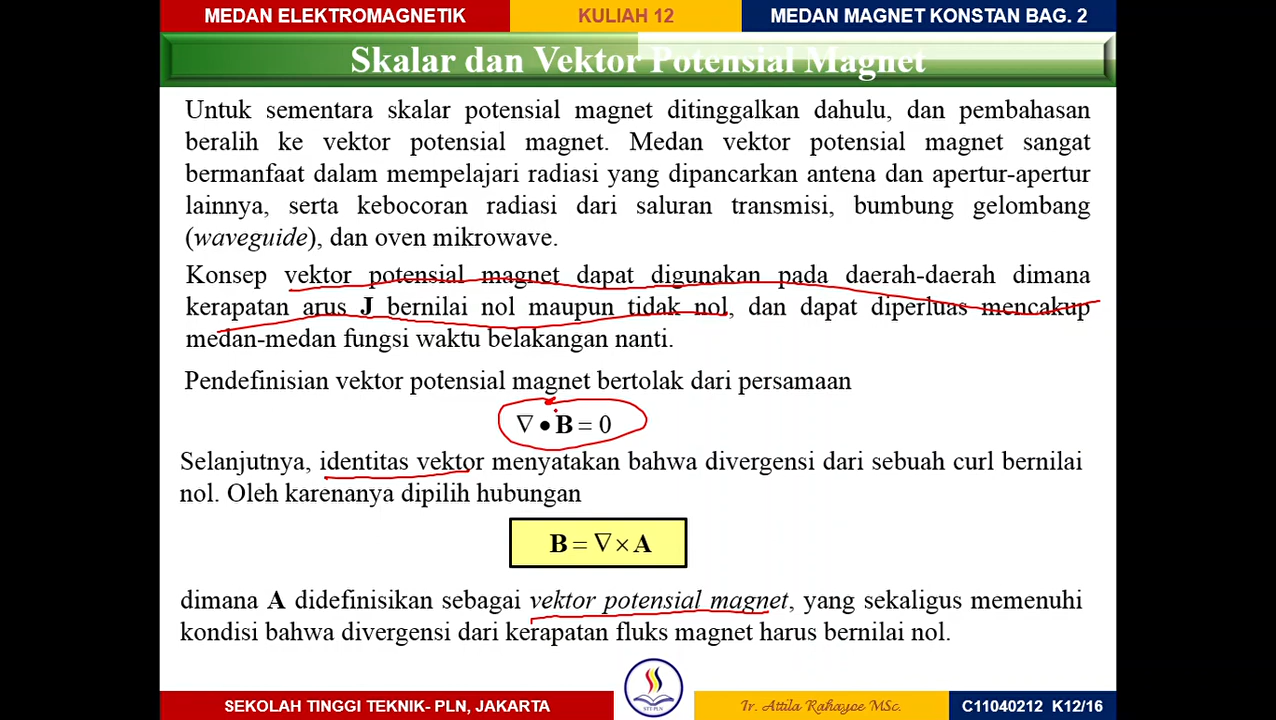 MEDAN ELEKTROMAGNETIK
KULIAH 12
MEDAN MAGNET KONSTAN BAG. 2
Skalar dan Vektor Potensial Magnet
Untuk sementara skalar potensial magnet ditinggalkan dahulu, dan pembahasan
beralih ke vektor potensial magnet. Medan vektor potensial magnet sangat
bermanfaat dalam mempelajari radiasi yang dipancarkan antena dan apertur-apertur
lainnya, serta kebocoran radiasi dari saluran transmisi, bumbung gelombang
(waveguide), dan oven mikrowave.
Konsep vektor potensial magnet dapat digunakan pada daerah-daerah dimana
kerapatan arus J bernilai nol maupun tidak nol, dan dapat diperluas mencakup
medan-medan fungsi waktu belakangan nanti.
Pendefinisian vektor potensial magnet bertolak dari persamaan
∇ • B = 0
Selanjutnya, identitas vektor menyatakan bahwa divergensi dari sebuah curl bernilai
nol. Oleh karenanya dipilih hubungan
B = ∇ × A
dimana A didefinisikan sebagai vektor potensial magnet, yang sekaligus memenuhi
kondisi bahwa divergensi dari kerapatan fluks magnet harus bernilai nol.
SEKOLAH TINGGI TEKNIK- PLN, JAKARTA
STT PLN
Ir. Attila Rahayoe MSc.
C11040212 K12/16